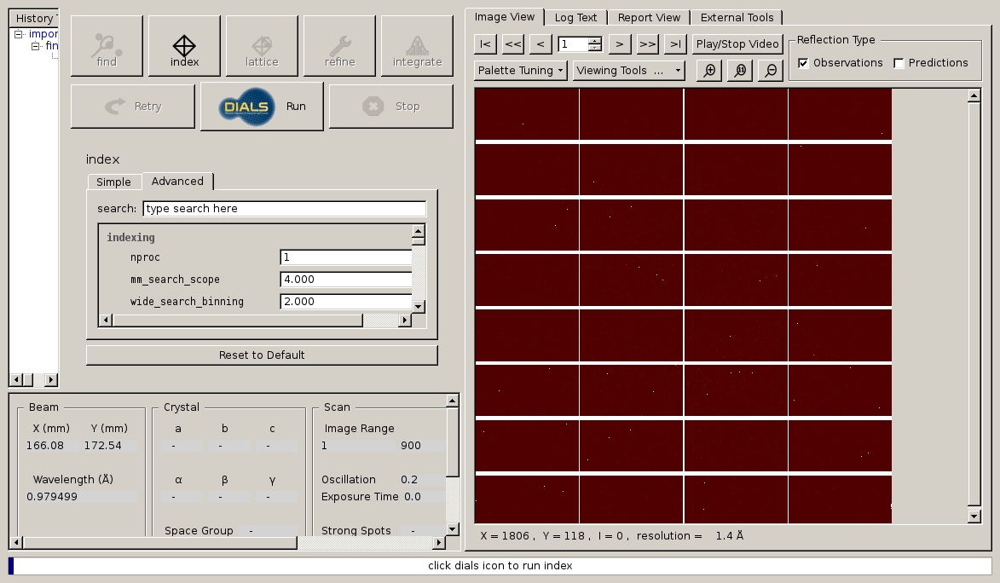 History T
impor
fin
find
index
lattice
refine
integrate
Retry
DIALS
Run
Stop
index
Simple
Advanced
search:
type search here
indexing
nproc
1
mm_search_scope
4.000
wide_search_binning
2.000
Reset to Default
Beam
X (mm) Y (mm)
166.08 172.54
Wavelength (Å)
0.979499
Crystal
a b c
- - -
α β γ
- - -
Space Group -
Scan
Image Range
1 900
Oscillation 0.2
Exposure Time 0.0
Strong Spots -
Image View
Log Text
Report View
External Tools
I<
<<
<
1
>
>>
>I
Play/Stop Video
Reflection Type
Observations
Predictions
Palette Tuning
Viewing Tools ...
X = 1806 , Y = 118 , I = 0 , resolution = 1.4 Å
click dials icon to run index